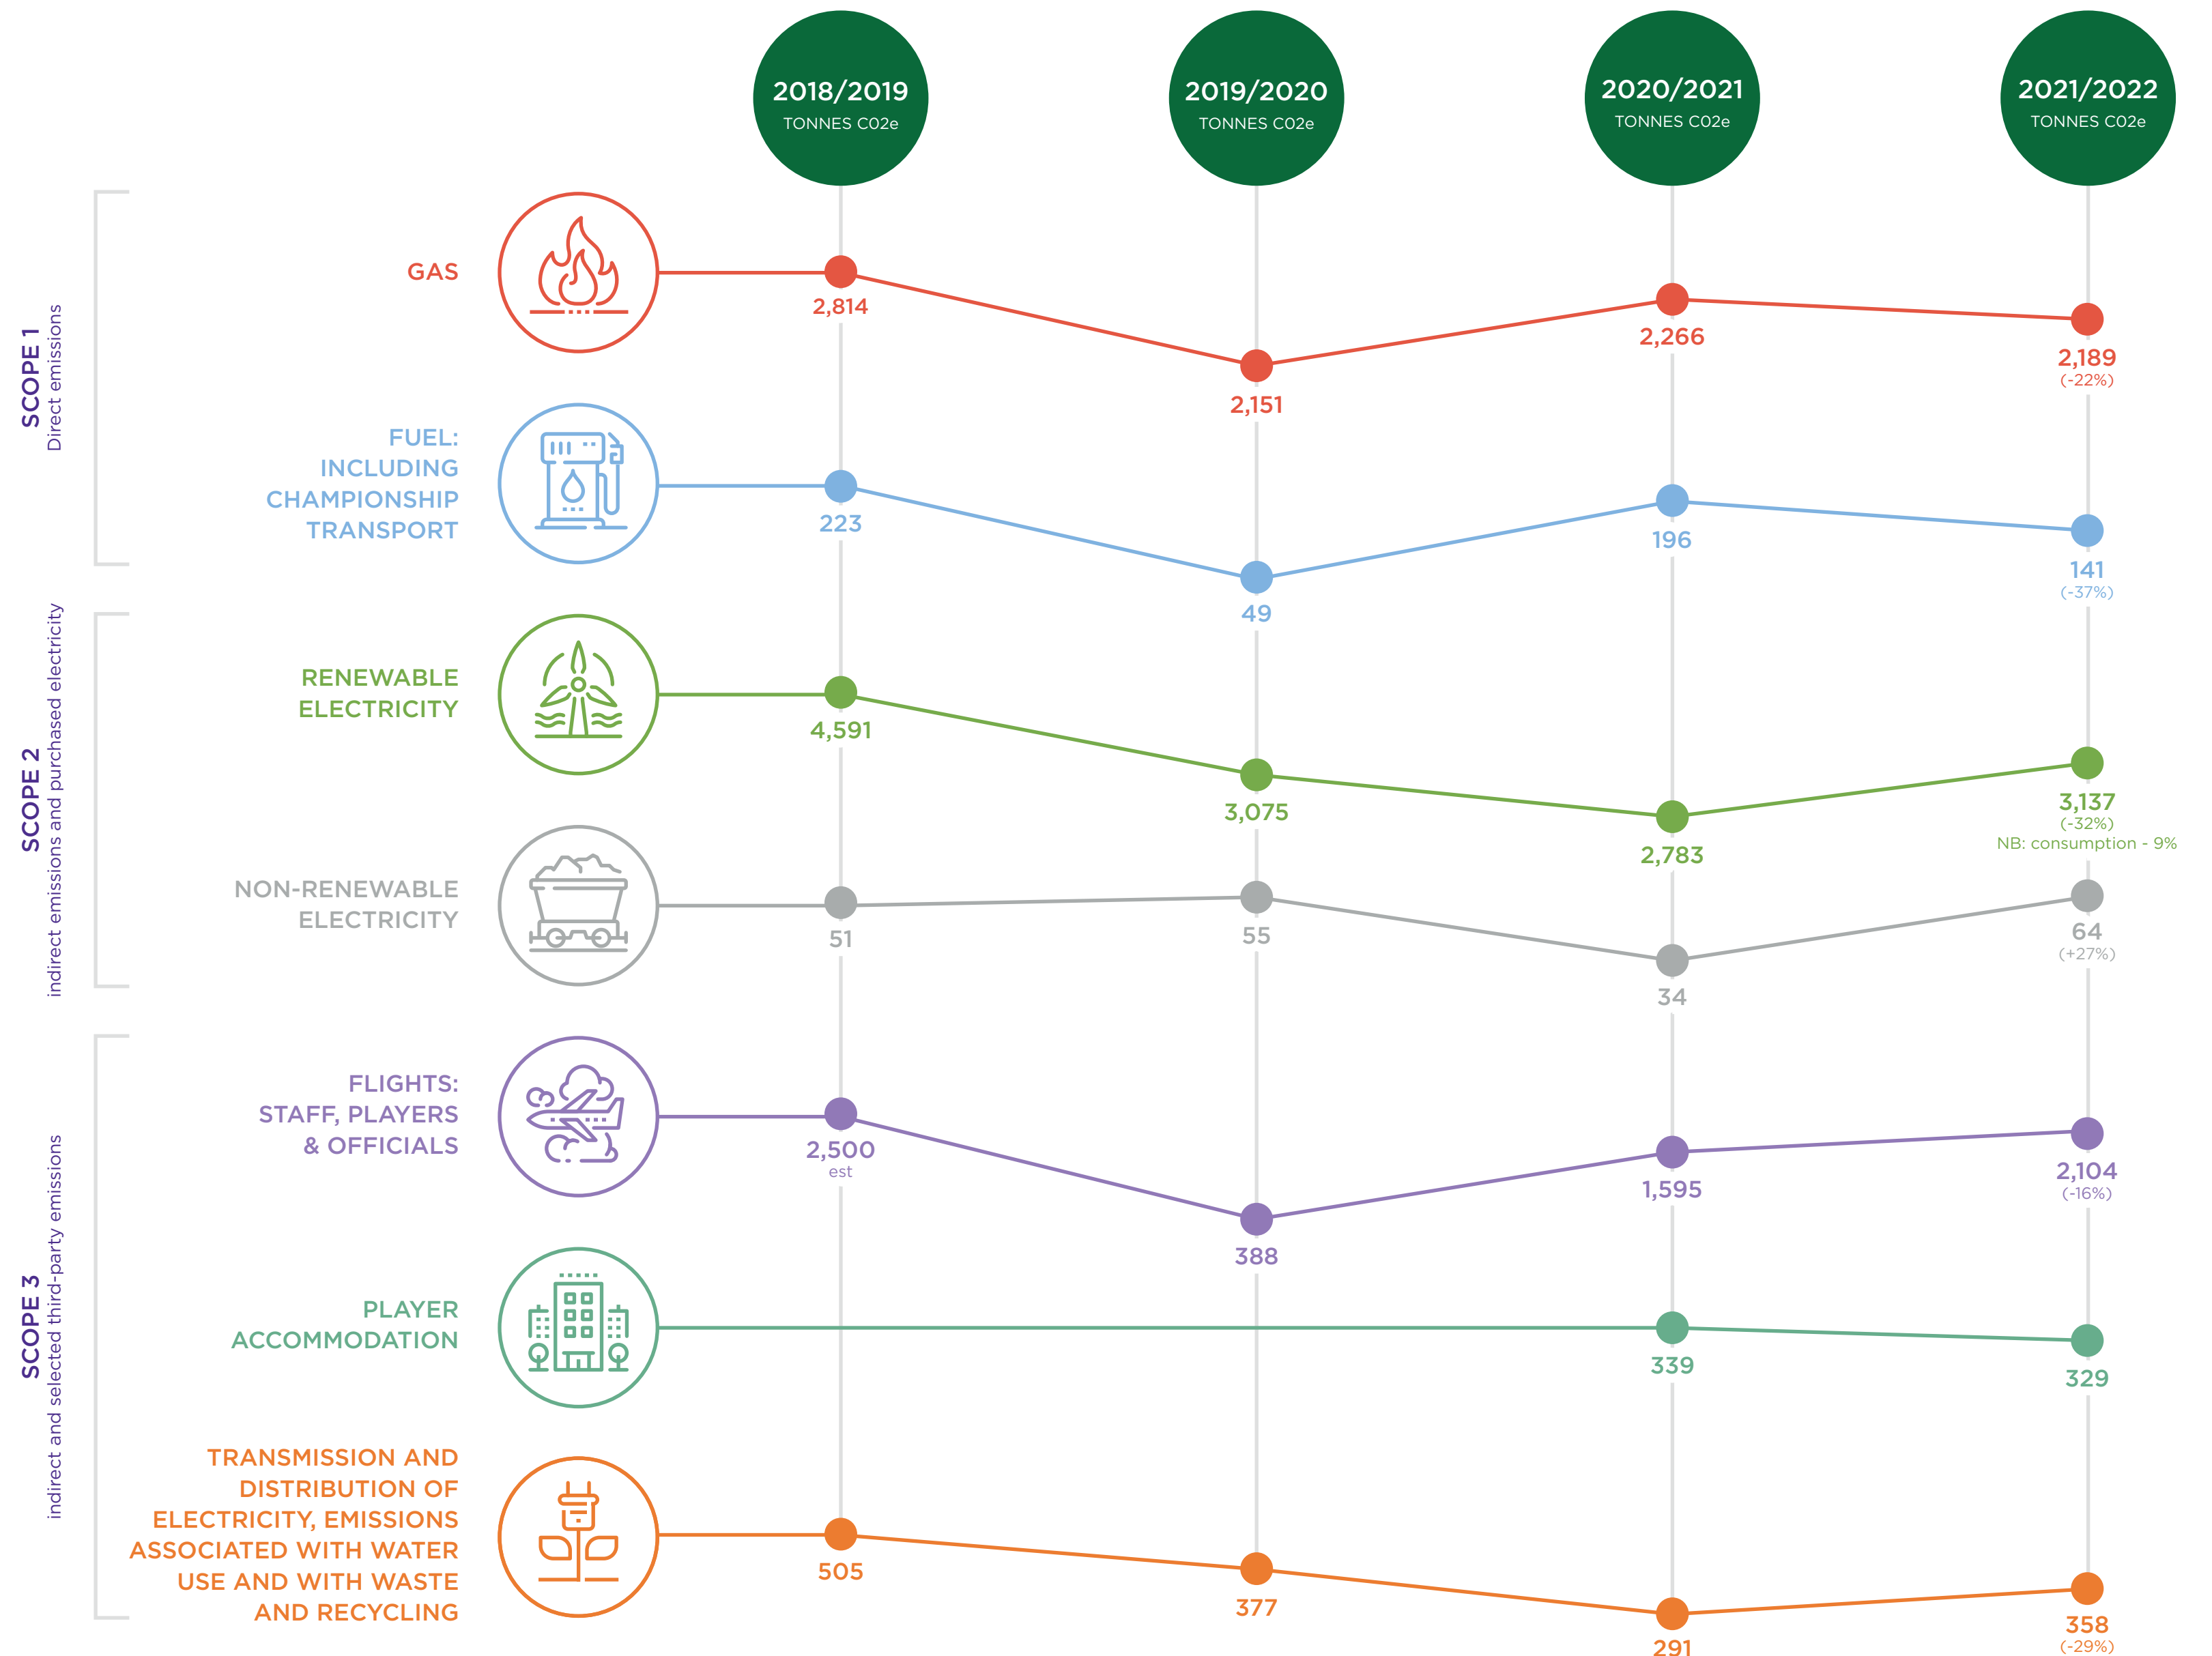 2018/2019
TONNES C02e
2019/2020
TONNES C02e
2020/2021
TONNES C02e
2021/2022
TONNES C02e
SCOPE 1
Direct emissions
GAS
2,814
2,151
2,266
2,189
(-22%)
FUEL:
INCLUDING
CHAMPIONSHIP
TRANSPORT
223
49
196
141
(-37%)
SCOPE 2
indirect emissions and purchased electricity
RENEWABLE
ELECTRICITY
4,591
3,075
2,783
3,137
(-32%)
NB: consumption - 9%
NON-RENEWABLE
ELECTRICITY
51
55
34
64
(+27%)
SCOPE 3
indirect and selected third-party emissions
FLIGHTS:
STAFF, PLAYERS
& OFFICIALS
2,500
est
388
1,595
2,104
(-16%)
PLAYER
ACCOMMODATION
339
329
TRANSMISSION AND
DISTRIBUTION OF
ELECTRICITY, EMISSIONS
ASSOCIATED WITH WATER
USE AND WITH WASTE
AND RECYCLING
505
377
291
358
(-29%)